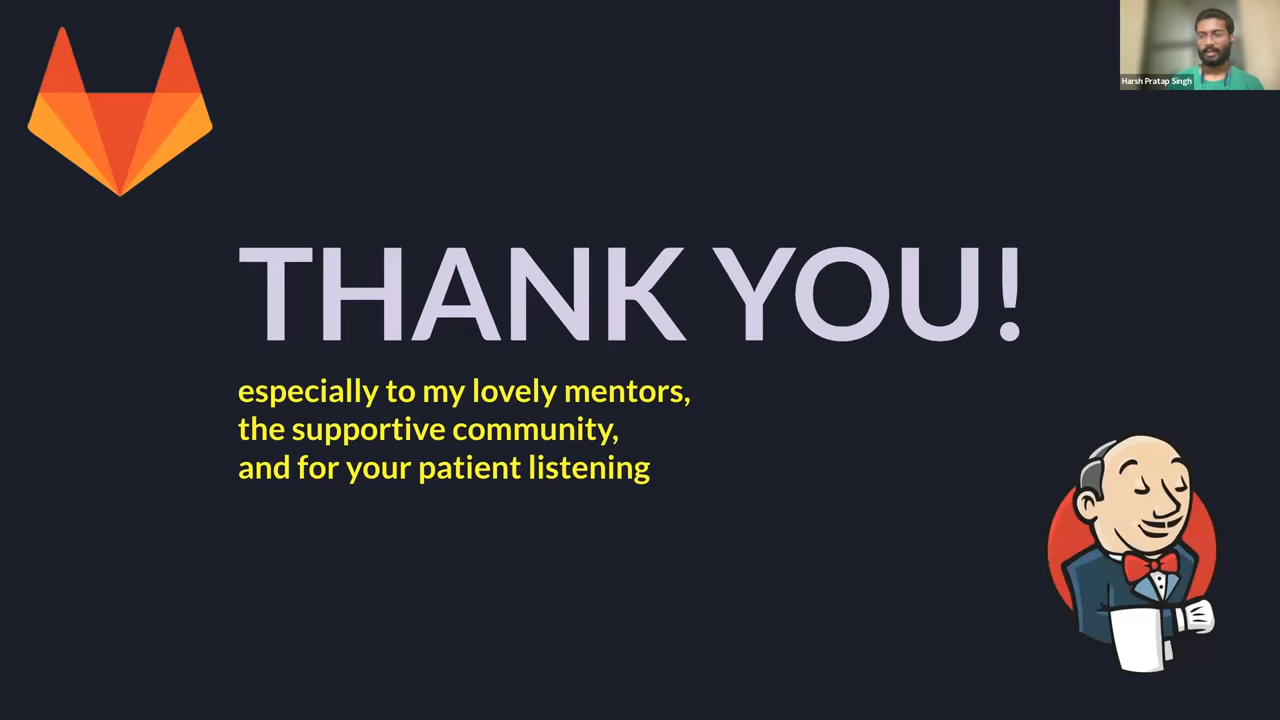 Harsh Pratap Singh
THANK YOU!
especially to my lovely mentors,
the supportive community,
and for your patient listening